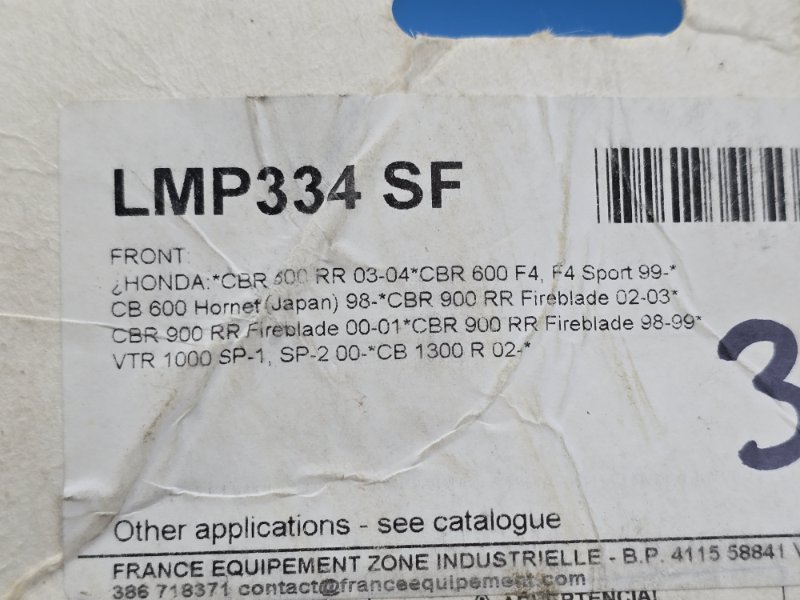 LMP334 SF
FRONT:
¿HONDA:*CBR 600 RR 03-04*CBR 600 F4, F4 Sport 99-*
CB 600 Hornet (Japan) 98-*CBR 900 RR Fireblade 02-03*
CBR 900 RR Fireblade 00-01*CBR 900 RR Fireblade 98-99*
VTR 1000 SP-1, SP-2 00-*CB 1300 R 02-*
3
Other applications - see catalogue
FRANCE EQUIPEMENT ZONE INDUSTRIELLE - B.P. 4115 58841 V
386 718371 contact@franceequipement.com